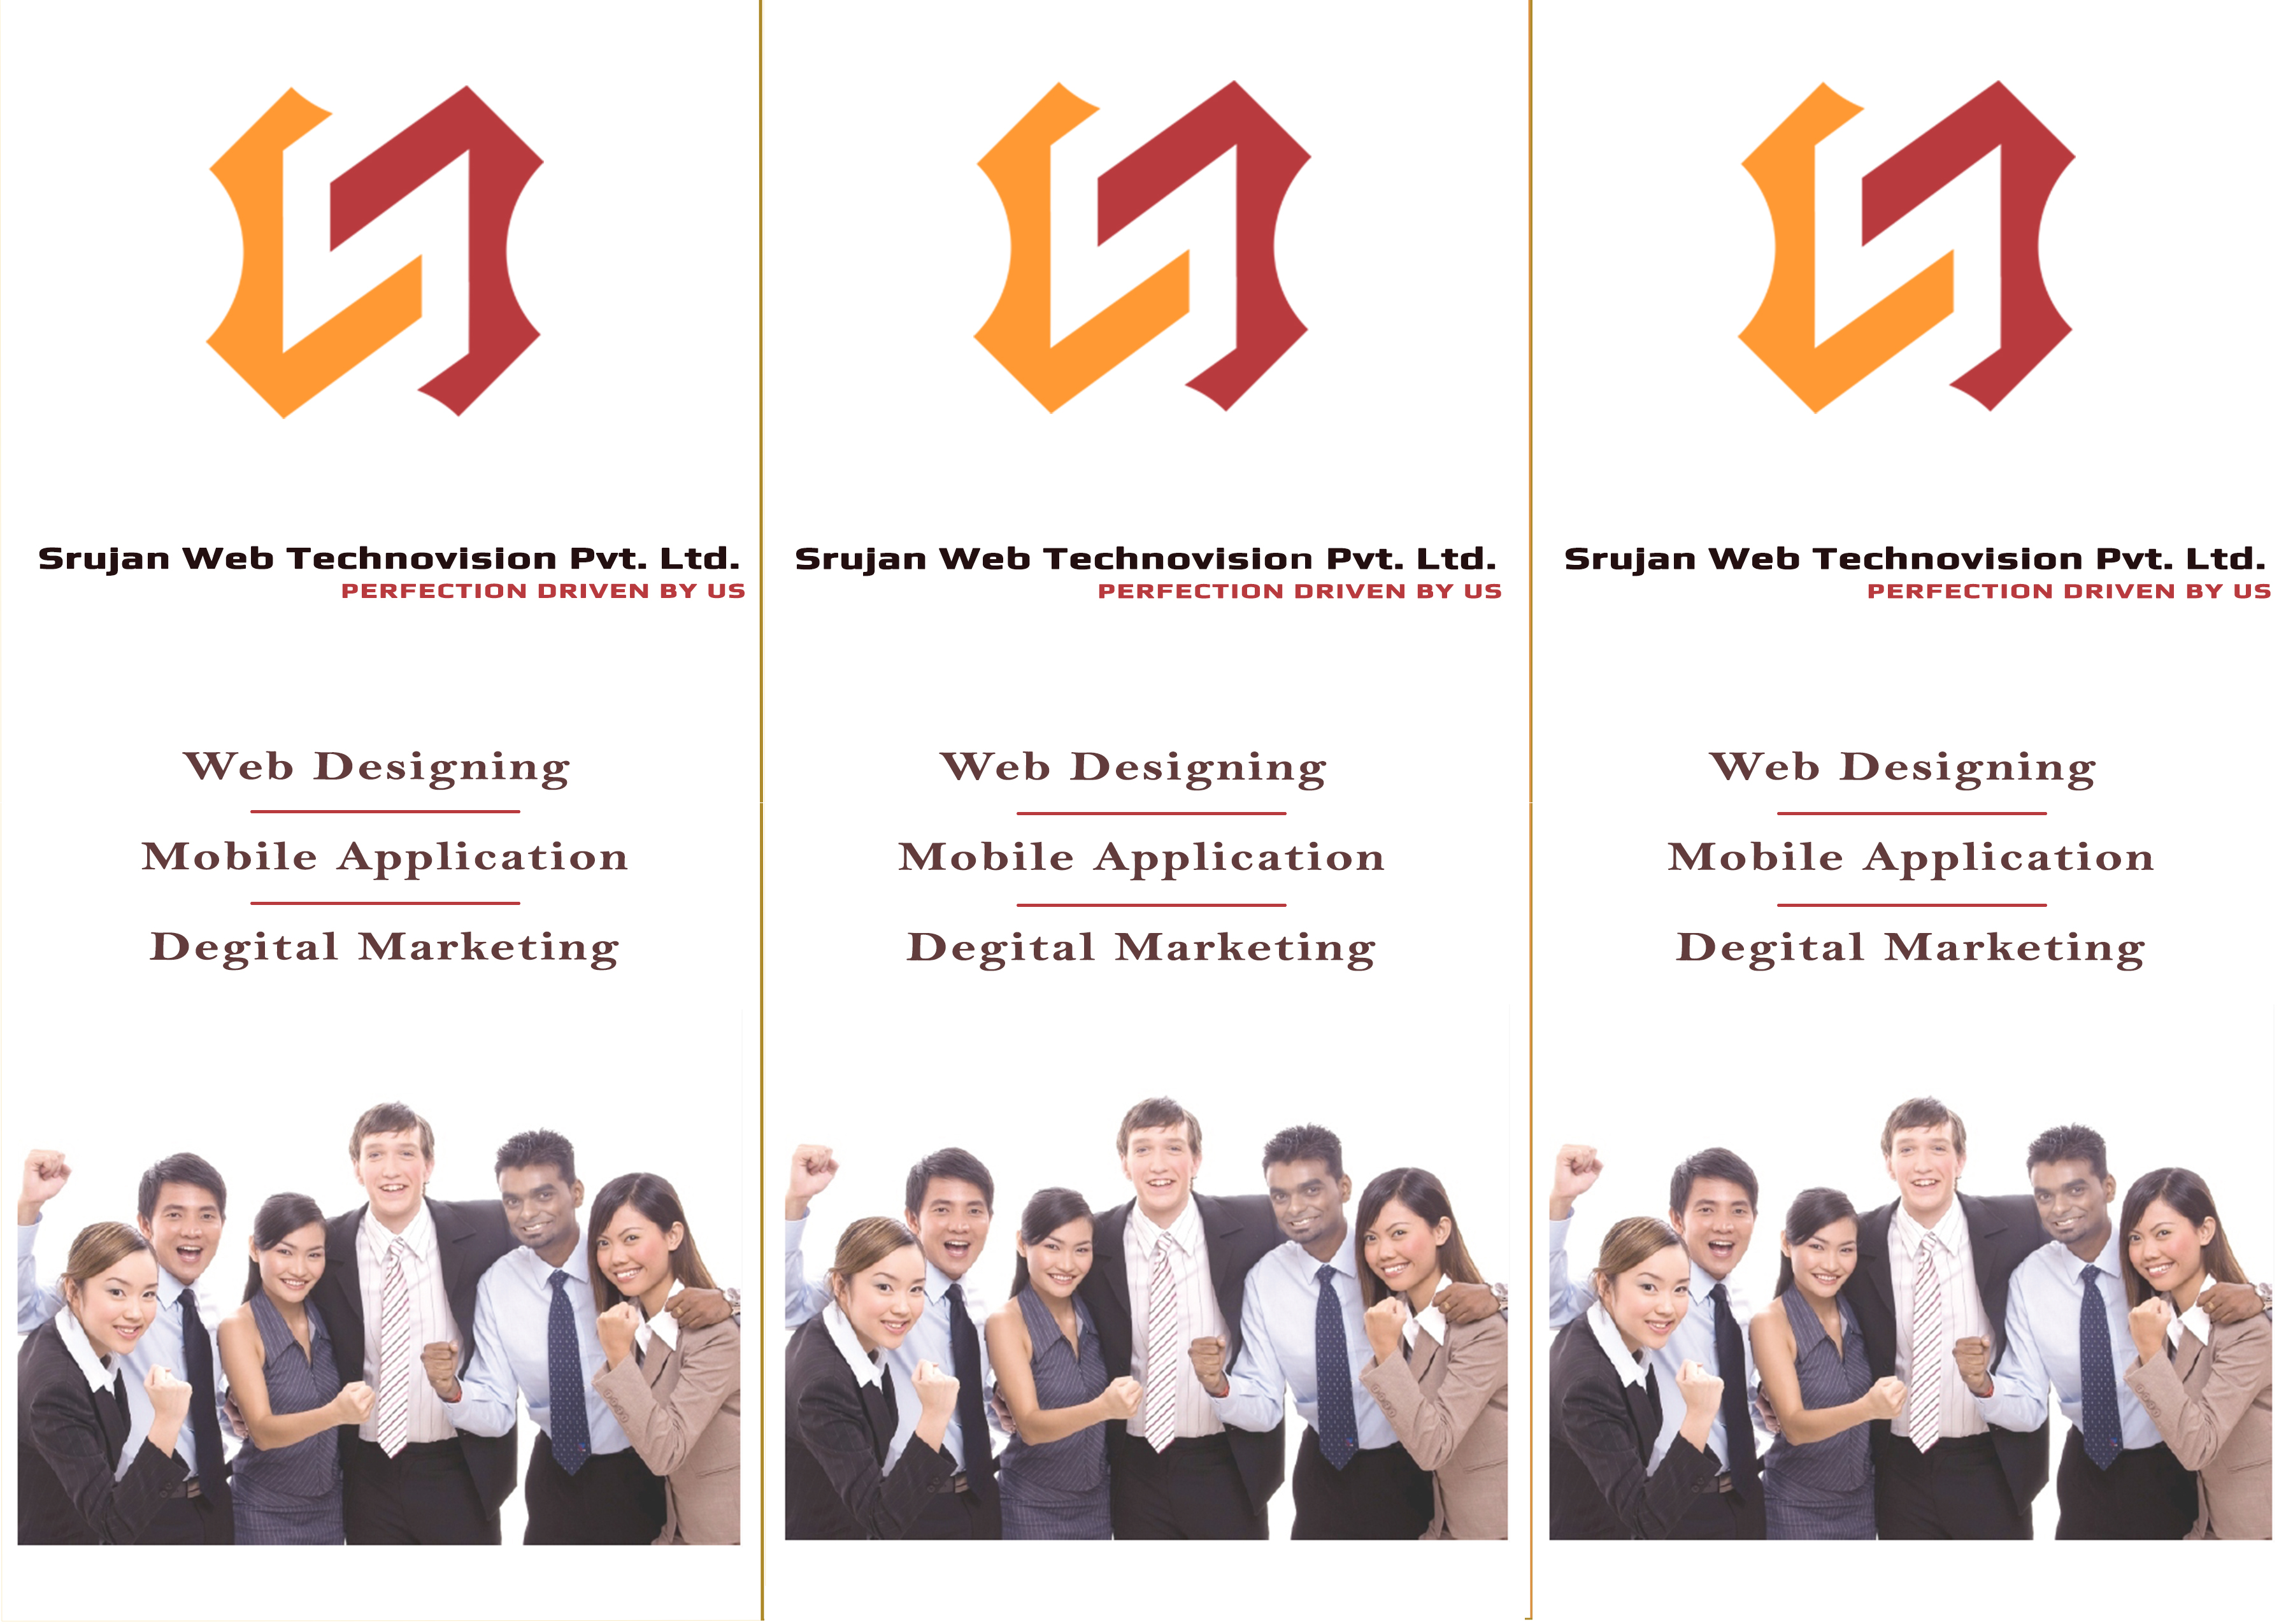 Srujan Web Technovision Pvt. Ltd.
PERFECTION DRIVEN BY US
Web Designing
Mobile Application
Degital Marketing
Srujan Web Technovision Pvt. Ltd.
PERFECTION DRIVEN BY US
Web Designing
Mobile Application
Degital Marketing
Srujan Web Technovision Pvt. Ltd.
PERFECTION DRIVEN BY US
Web Designing
Mobile Application
Degital Marketing